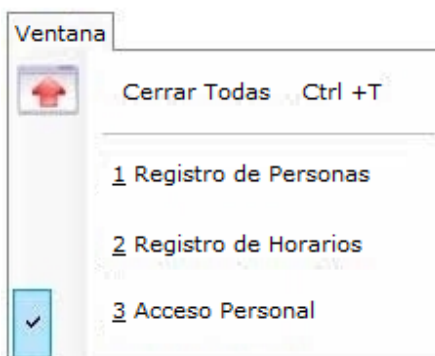 Ventana
Cerrar Todas Ctrl +T
1 Registro de Personas
2 Registro de Horarios
3 Acceso Personal